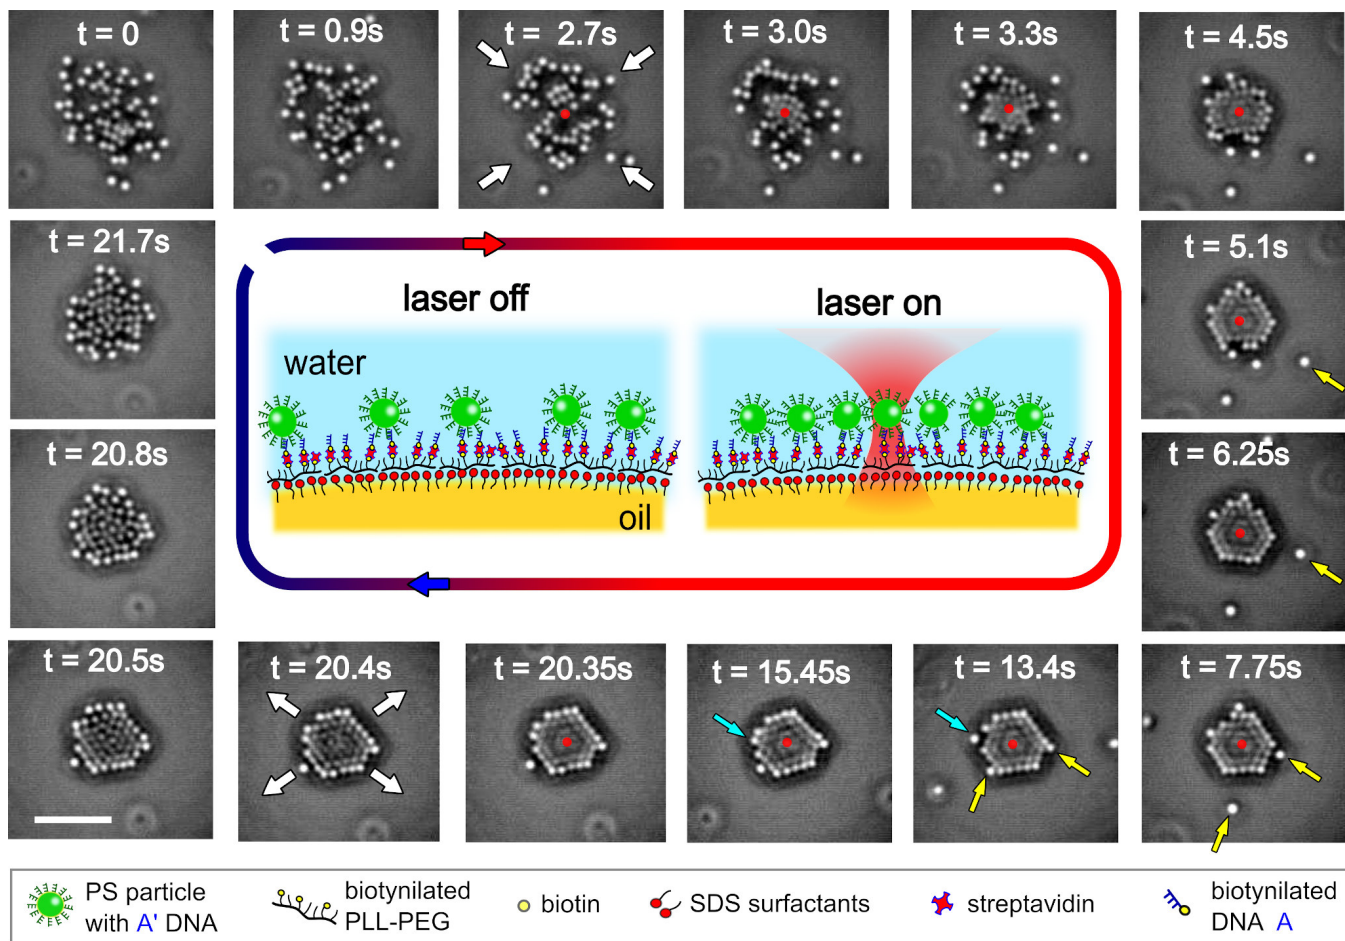 t = 0
t = 0.9s
t = 2.7s
t = 3.0s
t = 3.3s
t = 4.5s
t = 21.7s
laser off
laser on
t = 5.1s
water
t = 20.8s
t = 6.25s
oil
t = 20.5s
t = 20.4s
t = 20.35s
t = 15.45s
t = 13.4s
t = 7.75s
PS particle
with A' DNA
biotynilated
PLL-PEG
biotin
SDS surfactants
streptavidin
biotynilated
DNA A